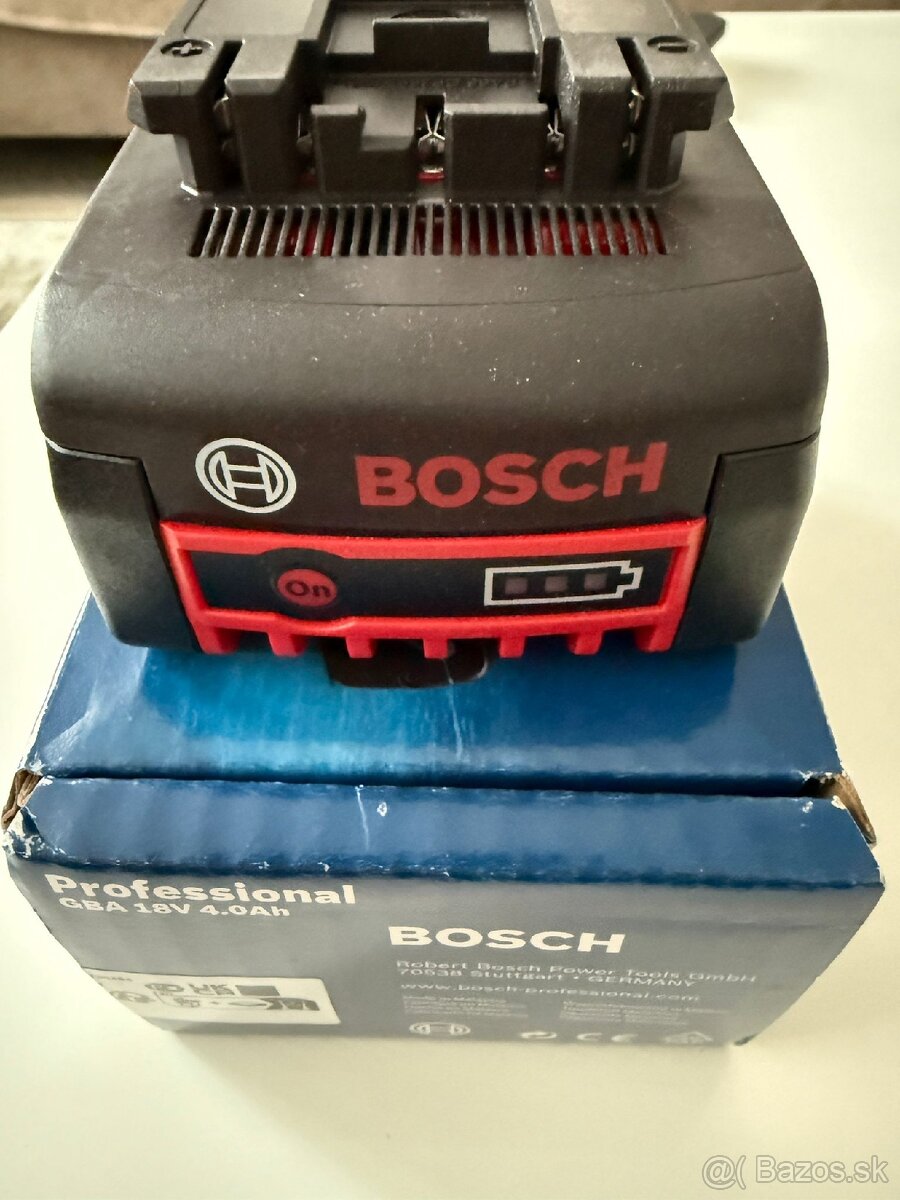 + -
BOSCH
On
Professional
GBA 18V 4.0Ah
BOSCH
Robert Bosch Power Tools GmbH
70538 Stuttgart - GERMANY
www.bosch-professional.com
CE
@( Bazos.sk